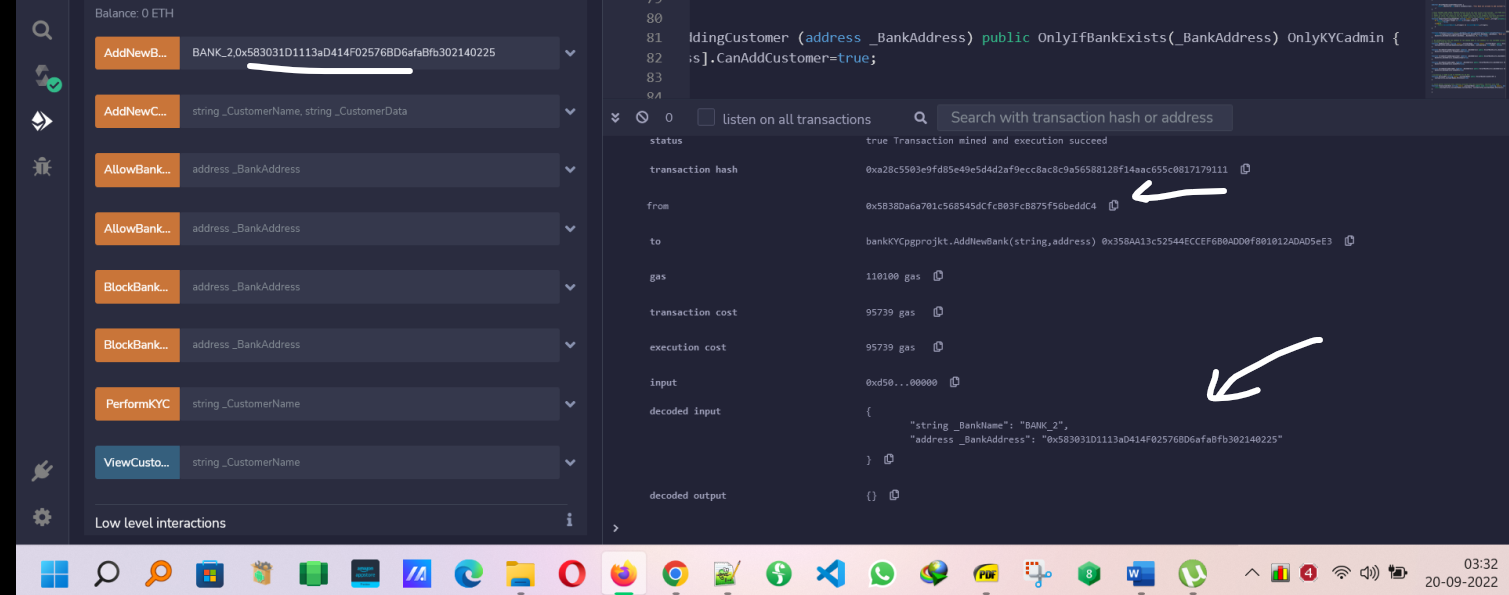 Balance: 0 ETH
AddNewB... BANK_2,0x583031D1113aD414F02576BD6afaBfb302140225
AddNewC... string _CustomerName, string _CustomerData
AllowBank... address _BankAddress
AllowBank... address _BankAddress
BlockBank... address _BankAddress
BlockBank... address _BankAddress
PerformKYC string _CustomerName
ViewCusto... string _CustomerName
Low level interactions
80
81 ddingCustomer (address _BankAddress) public OnlyIfBankExists(_BankAddress) OnlyKYCadmin {
82 ss].CanAddCustomer=true;
83
84
0 listen on all transactions Search with transaction hash or address
status true Transaction mined and execution succeed
transaction hash 0xa28c5503e9fd85e49e5d4d2af9ecc8ac8c9a56588128f14aac655c0817179111
from 0x5B38Da6a701c568545dCfcB03FcB875f56beddC4
to bankKYCpgprojkt.AddNewBank(string,address) 0x358AA13c52544ECCEF6B0ADD0f801012ADAD5eE3
gas 110100 gas
transaction cost 95739 gas
execution cost 95739 gas
input 0xd50...00000
decoded input {
"string _BankName": "BANK_2",
"address _BankAddress": "0x583031D1113aD414F02576BD6afaBfb302140225"
}
decoded output {}
>
03:32
20-09-2022
PDF
8
4